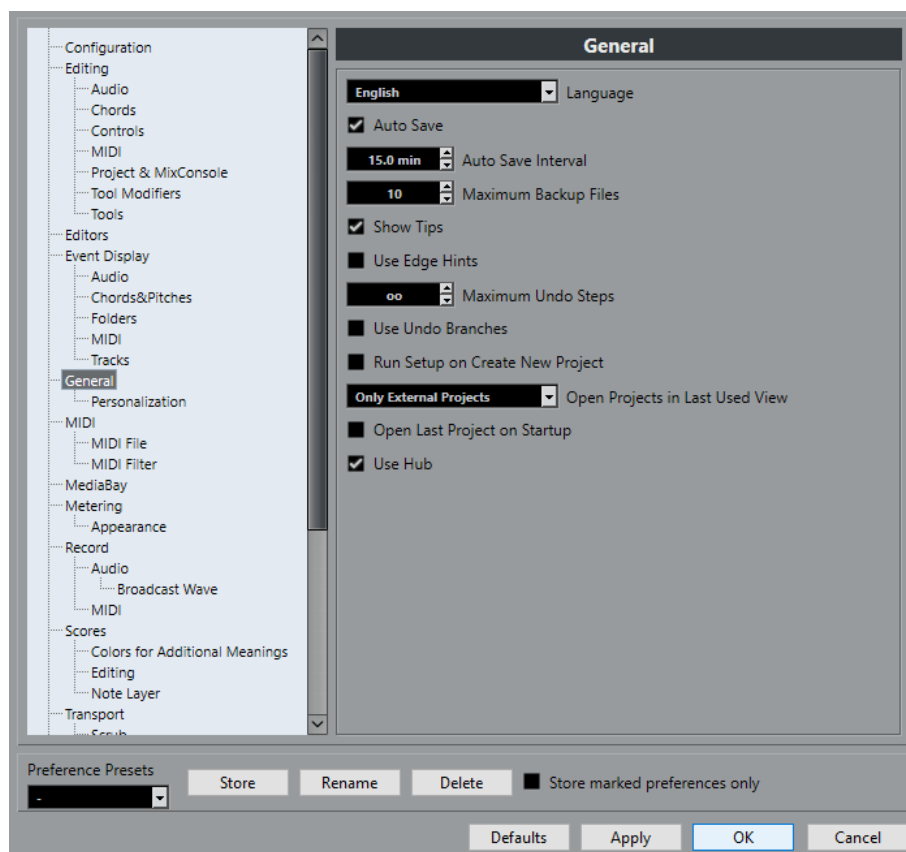 Configuration
Editing
Audio
Chords
Controls
MIDI
Project & MixConsole
Tool Modifiers
Tools
Editors
Event Display
Audio
Chords&Pitches
Folders
MIDI
Tracks
General
Personalization
MIDI
MIDI File
MIDI Filter
MediaBay
Metering
Appearance
Record
Audio
Broadcast Wave
MIDI
Scores
Colors for Additional Meanings
Editing
Note Layer
Transport
Scrub
General
English Language
Auto Save
15.0 min Auto Save Interval
10 Maximum Backup Files
Show Tips
Use Edge Hints
oo Maximum Undo Steps
Use Undo Branches
Run Setup on Create New Project
Only External Projects Open Projects in Last Used View
Open Last Project on Startup
Use Hub
Preference Presets
-
Store Rename Delete Store marked preferences only
Defaults Apply OK Cancel